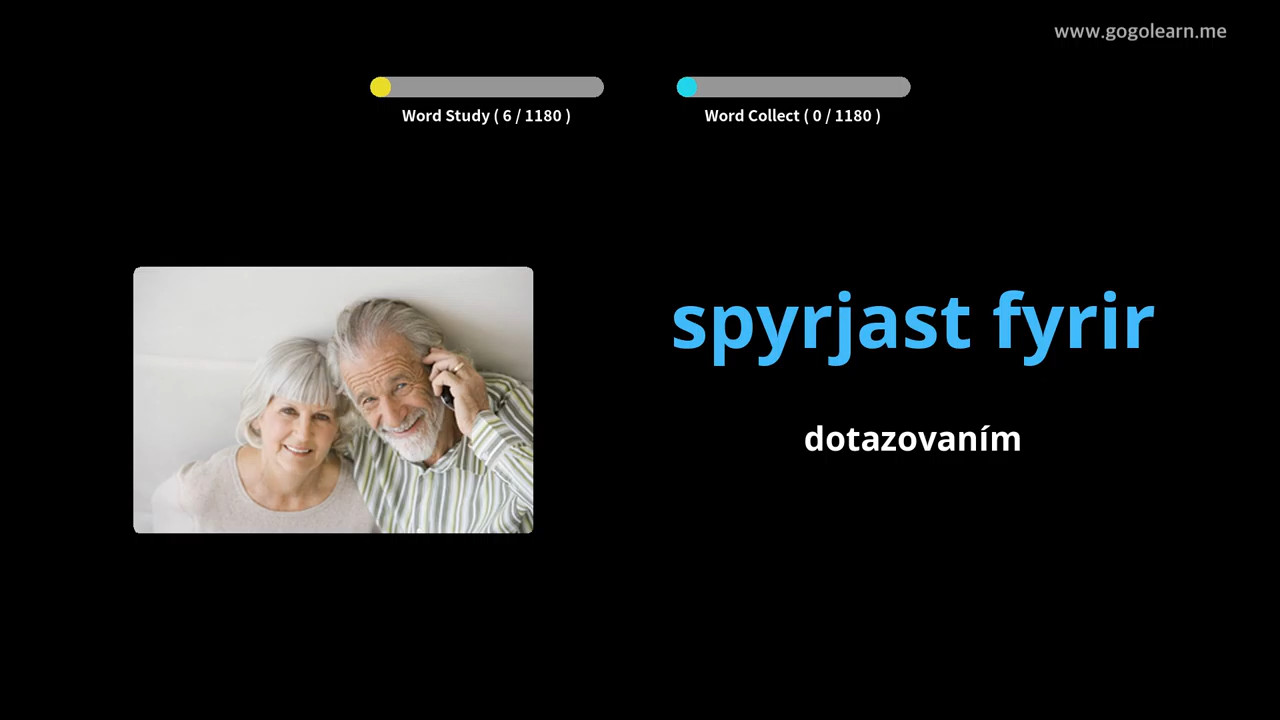 www.gogolearn.me
Word Study ( 6 / 1180 )
Word Collect ( 0 / 1180 )
spyrjast fyrir
dotazovaním